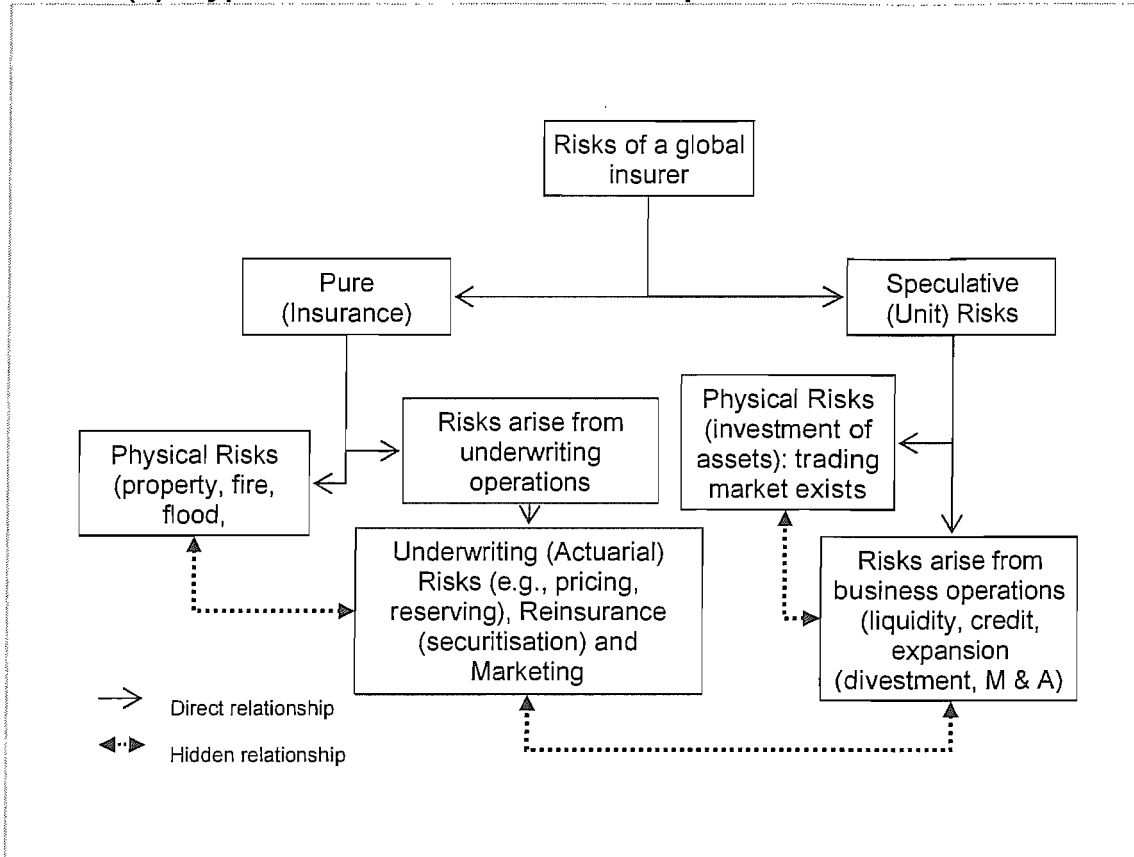 Risks of a global
insurer
Pure
(Insurance)
Speculative
(Unit) Risks
Physical Risks
(property, fire,
flood,
Risks arise from
underwriting
operations
Physical Risks
(investment of
assets): trading
market exists
Underwriting (Actuarial)
Risks (e.g., pricing,
reserving), Reinsurance
(securitisation) and
Marketing
Risks arise from
business operations
(liquidity, credit,
expansion
(divestment, M & A)
Direct relationship
Hidden relationship